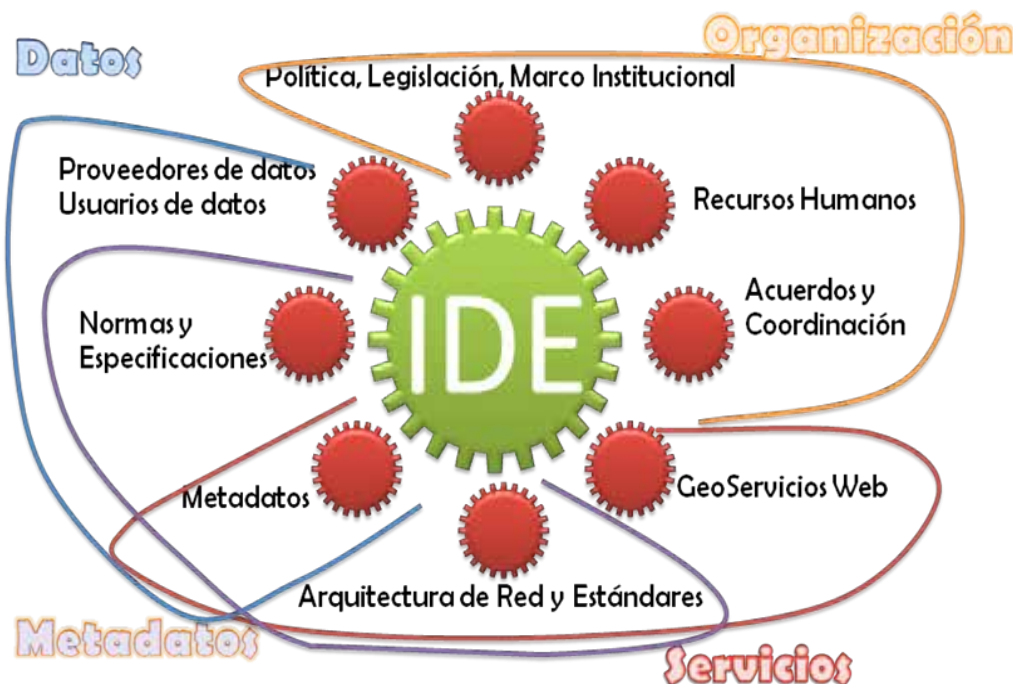 Datos
Organización
Política, Legislación, Marco Institucional
Proveedores de datos
Usuarios de datos
Recursos Humanos
IDE
Normas y
Especificaciones
Acuerdos y
Coordinación
Metadatos
GeoServicios Web
Arquitectura de Red y Estándares
Metadatos
Servicios